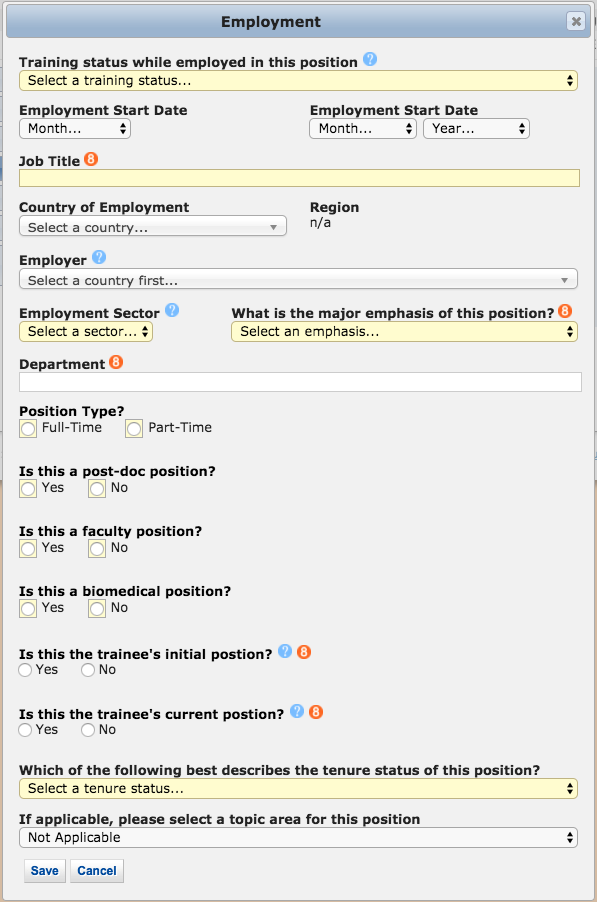 Employment
Training status while employed in this position ?
Select a training status...
Employment Start Date Employment Start Date
Month... Month... Year...
Job Title 8
Country of Employment Region
Select a country... n/a
Employer ?
Select a country first...
Employment Sector ? What is the major emphasis of this position? 8
Select a sector... Select an emphasis...
Department 8
Position Type?
Full-Time Part-Time
Is this a post-doc position?
Yes No
Is this a faculty position?
Yes No
Is this a biomedical position?
Yes No
Is this the trainee's initial postion? ? 8
Yes No
Is this the trainee's current postion? ? 8
Yes No
Which of the following best describes the tenure status of this position?
Select a tenure status...
If applicable, please select a topic area for this position
Not Applicable
Save Cancel